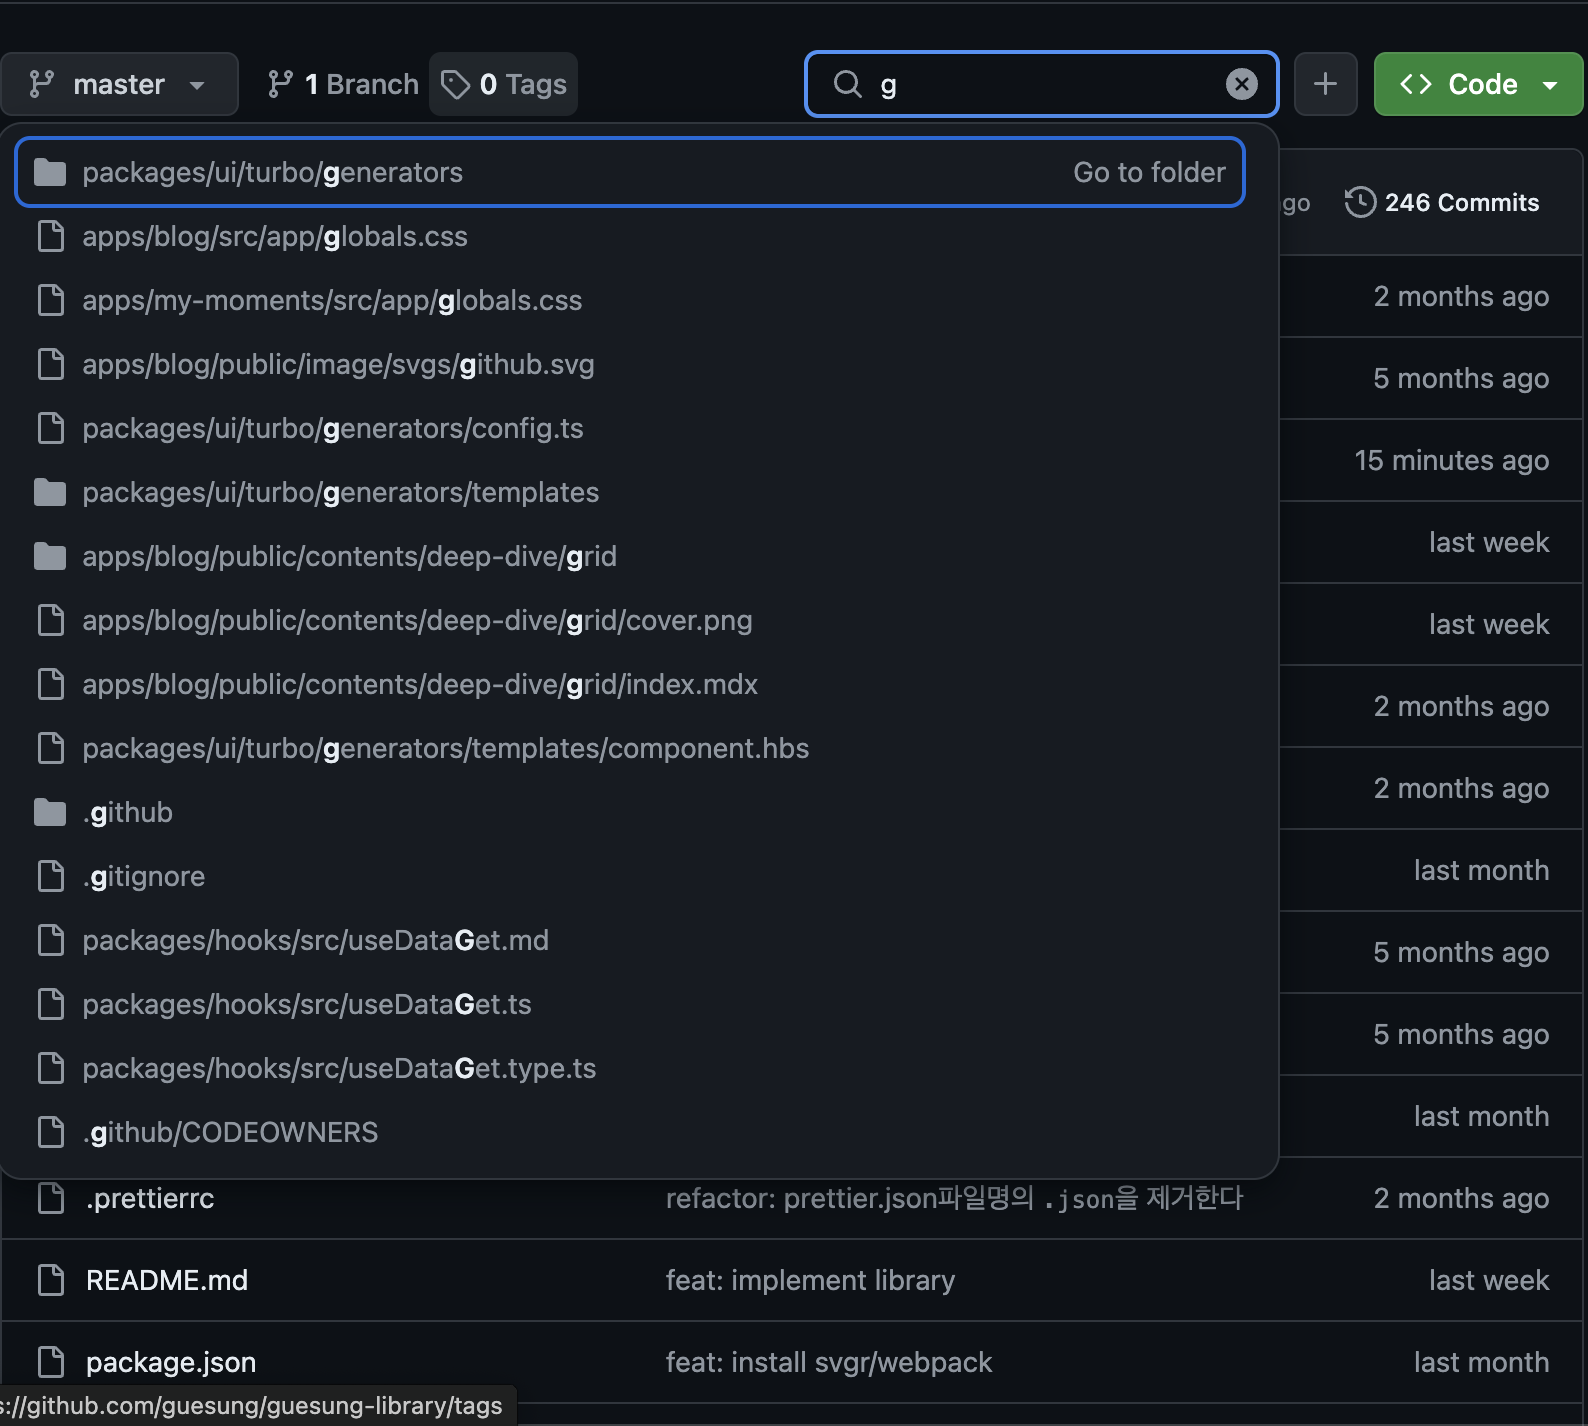 master 1 Branch 0 Tags g Code
packages/ui/turbo/generators Go to folder
go 246 Commits
apps/blog/src/app/globals.css
apps/my-moments/src/app/globals.css 2 months ago
apps/blog/public/image/svgs/github.svg 5 months ago
packages/ui/turbo/generators/config.ts 15 minutes ago
packages/ui/turbo/generators/templates
apps/blog/public/contents/deep-dive/grid last week
apps/blog/public/contents/deep-dive/grid/cover.png last week
apps/blog/public/contents/deep-dive/grid/index.mdx 2 months ago
packages/ui/turbo/generators/templates/component.hbs
.github 2 months ago
.gitignore last month
packages/hooks/src/useDataGet.md 5 months ago
packages/hooks/src/useDataGet.ts 5 months ago
packages/hooks/src/useDataGet.type.ts
.github/CODEOWNERS last month
.prettierrc refactor: prettier.json파일명의 .json을 제거한다 2 months ago
README.md feat: implement library last week
package.json feat: install svgr/webpack last month
s://github.com/guesung/guesung-library/tags